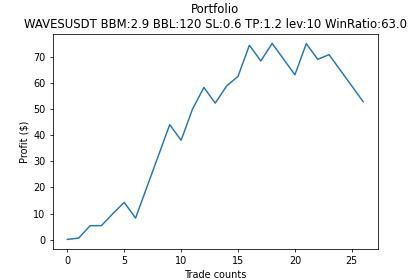 Portfolio
WAVESUSDT BBM:2.9 BBL:120 SL:0.6 TP:1.2 lev:10 WinRatio:63.0
70
60
50
40
30
20
10
0
Profit ($)
0 5 10 15 20 25
Trade counts